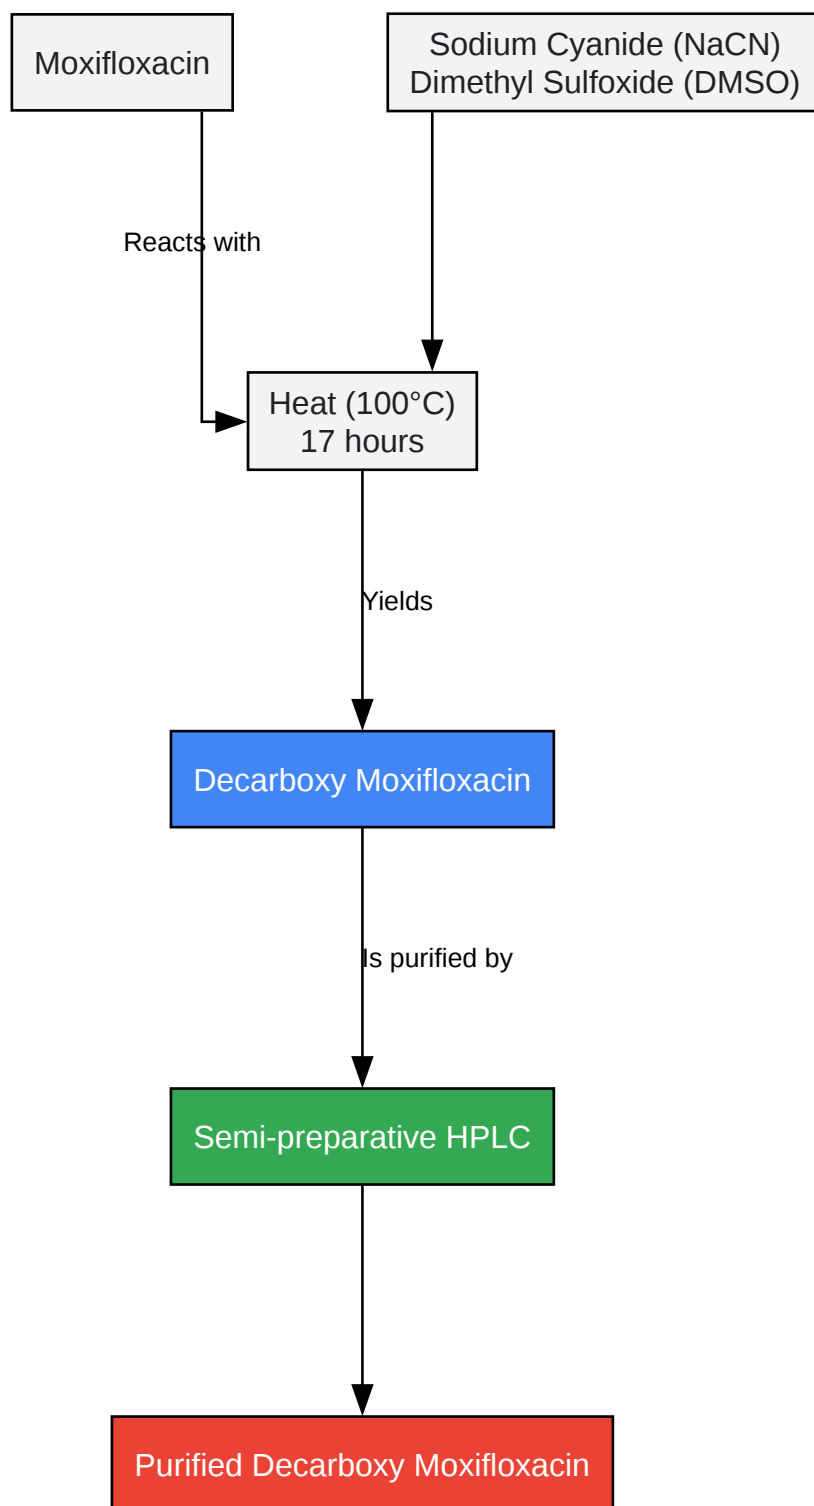 Moxifloxacin
Sodium Cyanide (NaCN)
Dimethyl Sulfoxide (DMSO)
Reacts with
Heat (100°C)
17 hours
Yields
Decarboxy Moxifloxacin
Is purified by
Semi-preparative HPLC
Purified Decarboxy Moxifloxacin